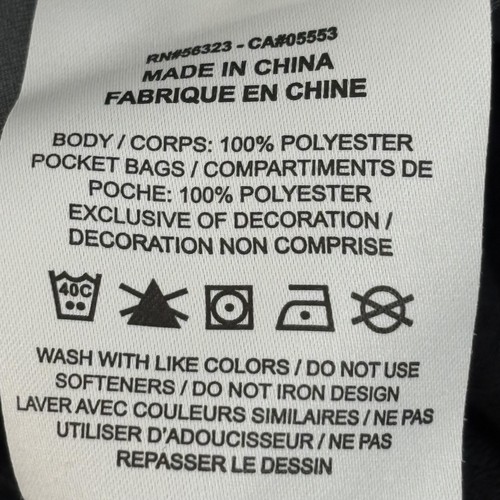 RN#56323 - CA#05553
MADE IN CHINA
FABRIQUE EN CHINE
BODY / CORPS: 100% POLYESTER
POCKET BAGS / COMPARTIMENTS DE
POCHE: 100% POLYESTER
EXCLUSIVE OF DECORATION /
DECORATION NON COMPRISE
40C
WASH WITH LIKE COLORS / DO NOT USE
SOFTENERS / DO NOT IRON DESIGN
LAVER AVEC COULEURS SIMILAIRES / NE PAS
UTILISER D'ADOUCISSEUR / NE PAS
REPASSER LE DESSIN